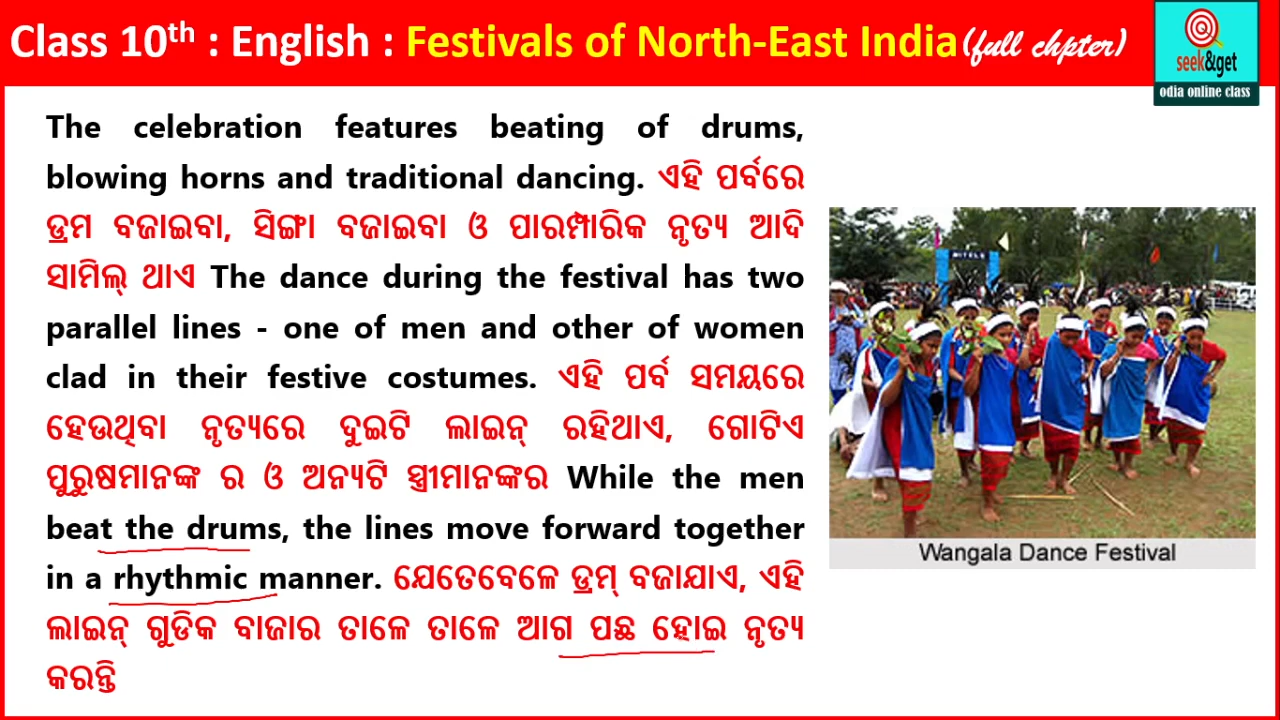 Class 10th : English : Festivals of North-East India (full chpter)
seek&get
odia online class
The celebration features beating of drums,
blowing horns and traditional dancing. ଏହି ପର୍ବରେ
ଡ୍ରମ ବଜାଇବା, ସିଙ୍ଗା ବଜାଇବା ଓ ପାରମ୍ପାରିକ ନୃତ୍ୟ ଆଦି
ସାମିଲ୍ ଥାଏ The dance during the festival has two
parallel lines - one of men and other of women
clad in their festive costumes. ଏହି ପର୍ବ ସମୟରେ
ହେଉଥିବା ନୃତ୍ୟରେ ଦୁଇଟି ଲାଇନ୍ ରହିଥାଏ, ଗୋଟିଏ
ପୁରୁଷମାନଙ୍କ ର ଓ ଅନ୍ୟଟି ସ୍ତ୍ରୀମାନଙ୍କର While the men
beat the drums, the lines move forward together
in a rhythmic manner. ଯେତେବେଳେ ଡ୍ରମ୍ ବଜାଯାଏ, ଏହି
ଲାଇନ୍ ଗୁଡିକ ବାଜାର ତାଳେ ତାଳେ ଆଗ ପଛ ହୋଇ ନୃତ୍ୟ
କରନ୍ତି
Wangala Dance Festival